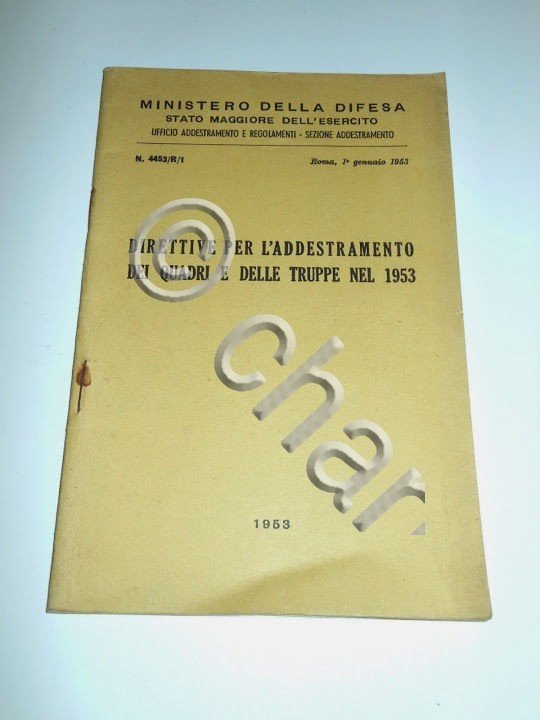 MINISTERO DELLA DIFESA
STATO MAGGIORE DELL'ESERCITO
UFFICIO ADDESTRAMENTO E REGOLAMENTI - SEZIONE ADDESTRAMENTO
N. 4453/R/1 Roma, 1° gennaio 1953
DIRETTIVE PER L'ADDESTRAMENTO
DEI QUADRI E DELLE TRUPPE NEL 1953
© char
1953